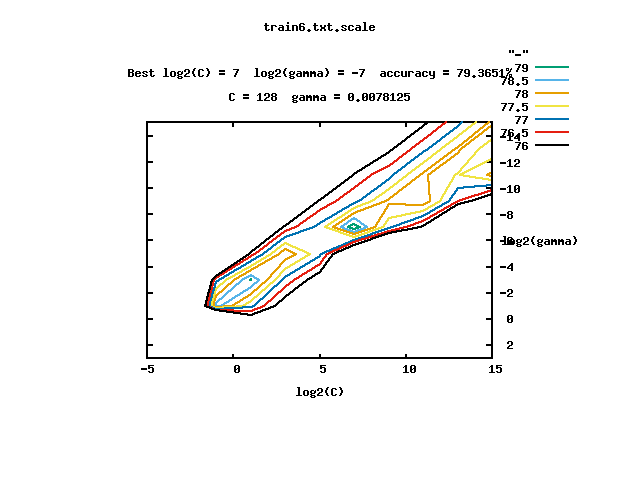 train6.txt.scale
"-"
Best log2(C) = 7  log2(gamma) = -7  accuracy = 79.3651%
79
78.5
C = 128  gamma = 0.0078125
78
77.5
77
76.5
76
-14
-12
-10
-8
-6
log2(gamma)
-4
-2
0
2
-5 0 5 10 15
log2(C)